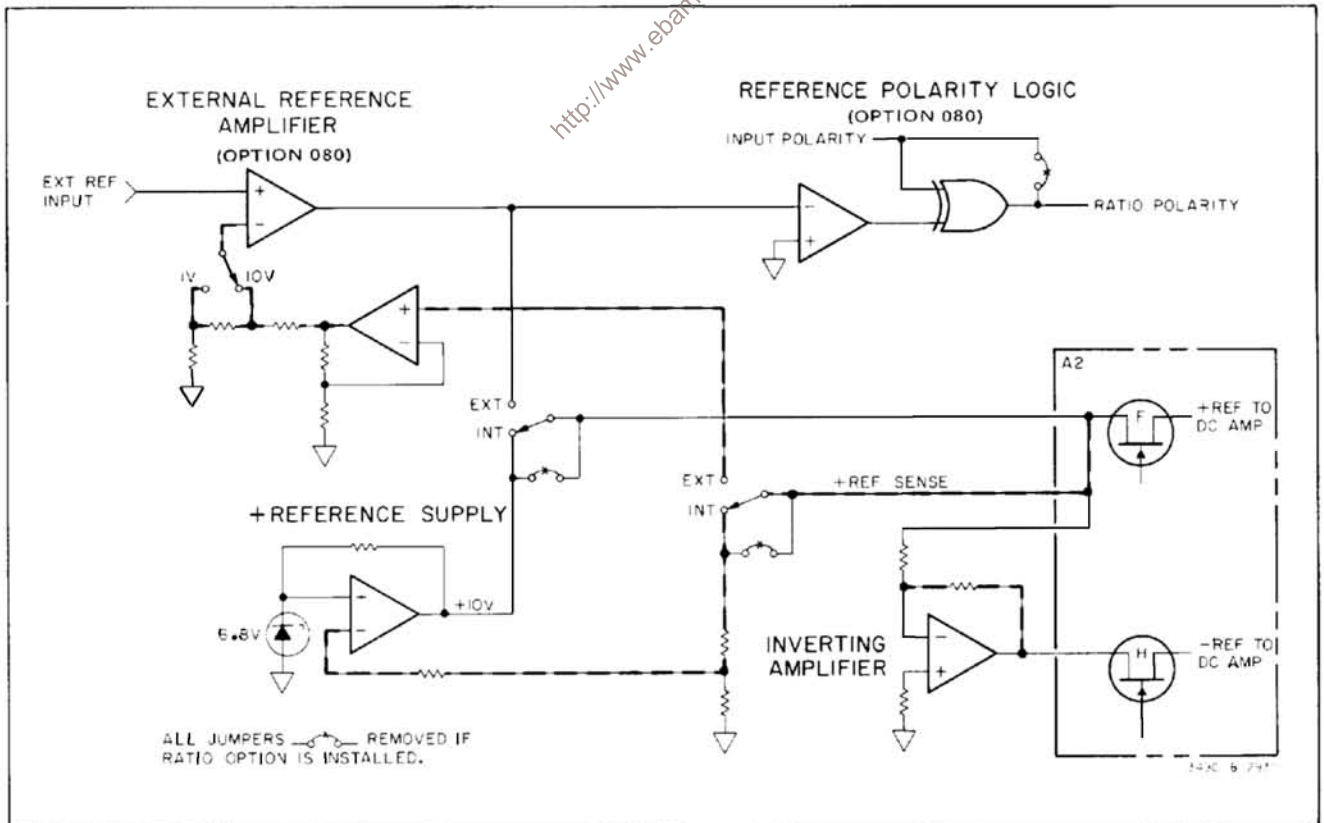 http://www.eban
EXTERNAL REFERENCE
AMPLIFIER
(OPTION 080)
REFERENCE POLARITY LOGIC
(OPTION 080)
INPUT POLARITY
EXT REF
INPUT
+
-
-
+
RATIO POLARITY
1V
10V
+
-
A2
EXT
INT
F
+REF TO
DC AMP
EXT
INT
+REF SENSE
+REFERENCE SUPPLY
+
-
+10V
6.8V
INVERTING
AMPLIFIER
-
+
H
-REF TO
DC AMP
ALL JUMPERS REMOVED IF
RATIO OPTION IS INSTALLED.